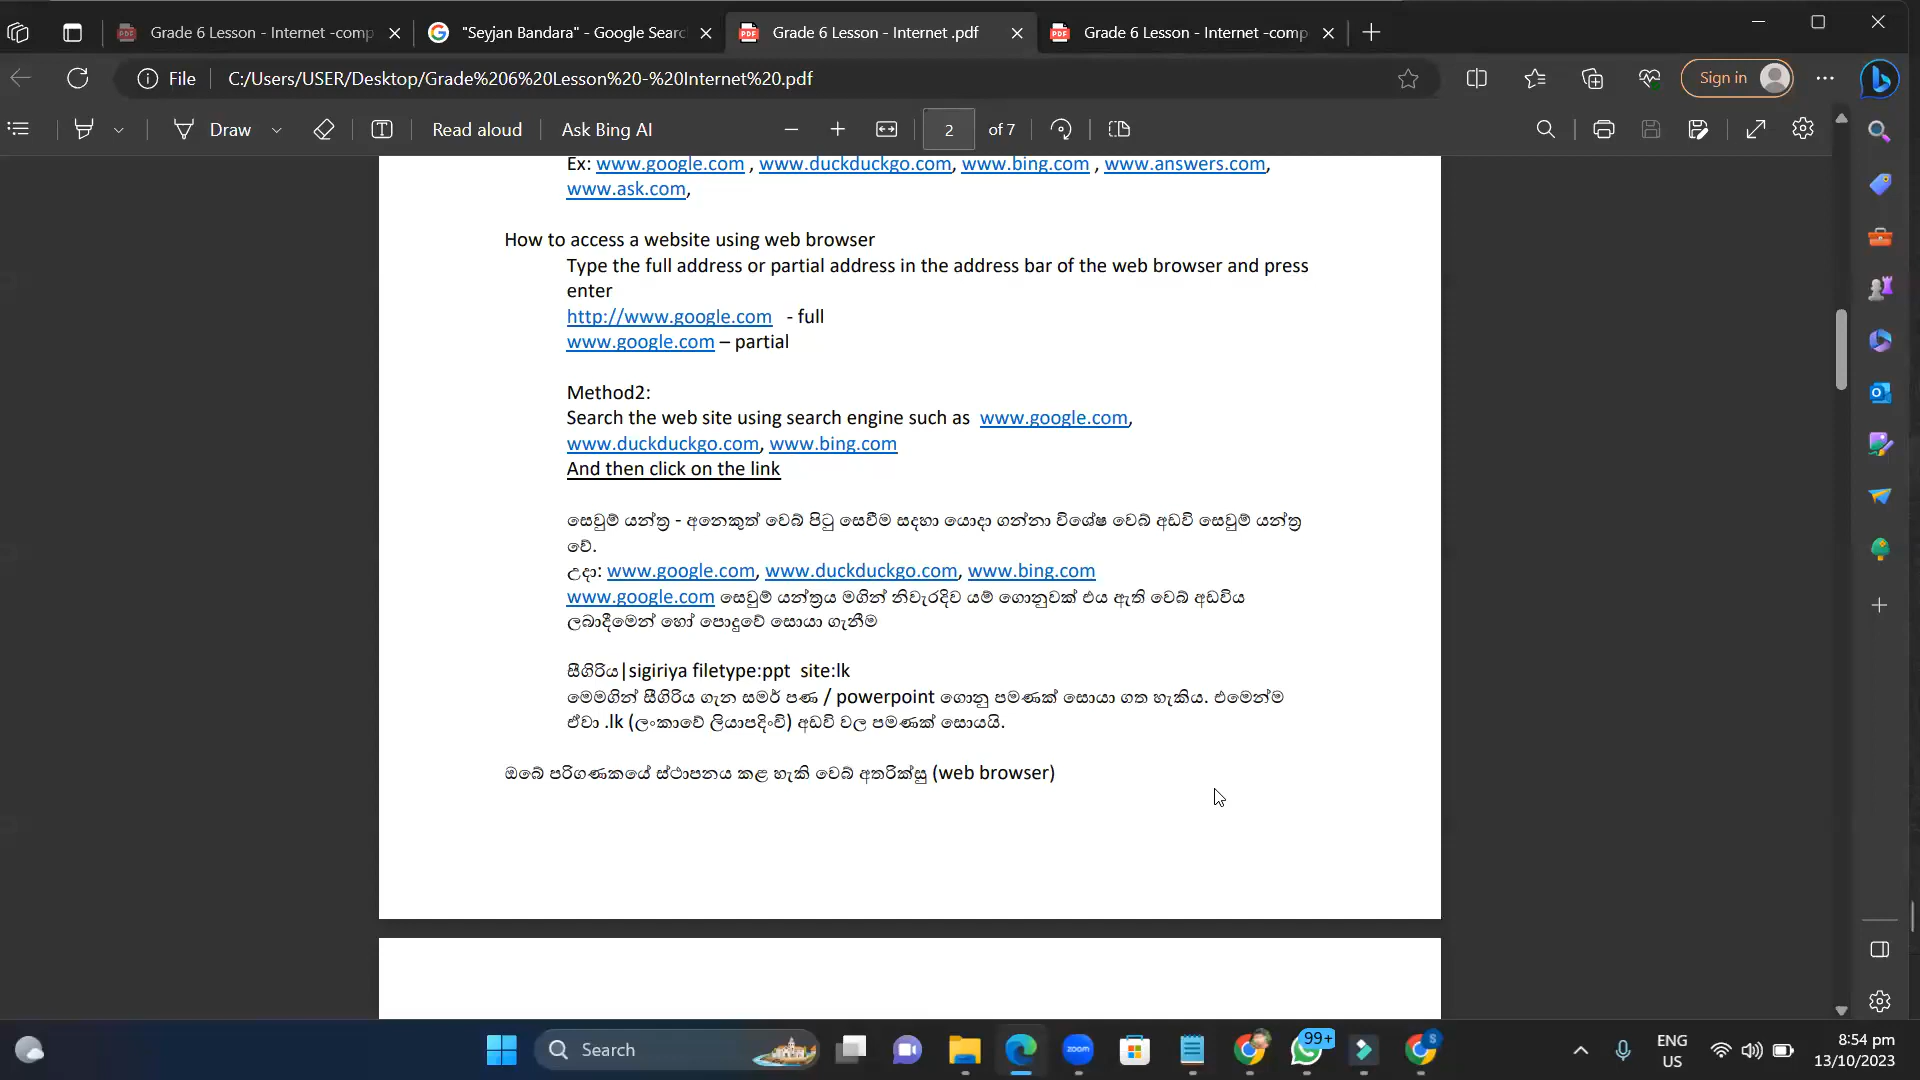 Grade 6 Lesson - Internet -comp
"Seyjan Bandara" - Google Searc
Grade 6 Lesson - Internet .pdf
Grade 6 Lesson - Internet -comp
File
C:/Users/USER/Desktop/Grade%206%20Lesson%20-%20Internet%20.pdf
Sign in
Draw
Read aloud
Ask Bing AI
2 of 7
Ex: www.google.com , www.duckduckgo.com, www.bing.com , www.answers.com,
www.ask.com,
How to access a website using web browser
Type the full address or partial address in the address bar of the web browser and press
enter
http://www.google.com - full
www.google.com – partial
Method2:
Search the web site using search engine such as www.google.com,
www.duckduckgo.com, www.bing.com
And then click on the link
සෙවුම් යන්ත්‍ර - අනෙකුත් වෙබ් පිටු සෙවීම සදහා යොදා ගන්නා විශේෂ වෙබ් අඩවි සෙවුම් යන්ත්‍ර
වේ.
උදා: www.google.com, www.duckduckgo.com, www.bing.com
www.google.com සෙවුම් යන්ත්‍රය මගින් නිවැරදිව යම් ගොනුවක් එය ඇති වෙබ් අඩවිය
ලබාදීමෙන් හෝ පොදුවේ සොයා ගැනීම
සීගිරිය|sigiriya filetype:ppt site:lk
මෙමගින් සීගිරිය ගැන සමර් පණ / powerpoint ගොනු පමණක් සොයා ගත හැකිය. එමෙන්ම
ඒවා .lk (ලංකාවේ ලියාපදිංචි) අඩවි වල පමණක් සොයයි.
ඔබේ පරිගණකයේ ස්ථාපනය කළ හැකි වෙබ් අතරික්සු (web browser)
Search
zoom
99+
S
ENG
US
8:54 pm
13/10/2023